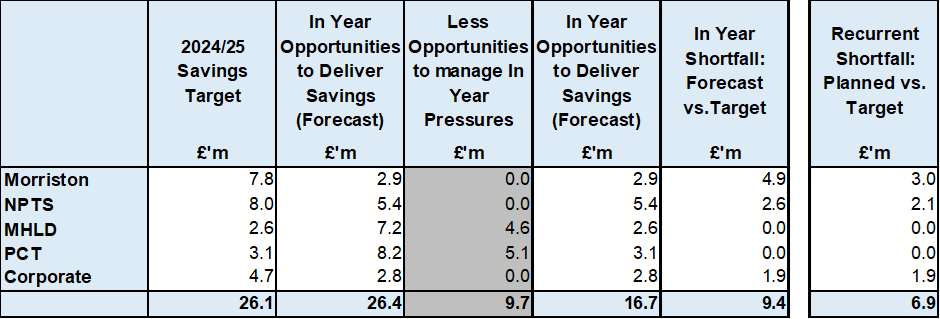 2024/25 Savings Target £'m
In Year Opportunities to Deliver Savings (Forecast) £'m
Less Opportunities to manage In Year Pressures £'m
In Year Opportunities to Deliver Savings (Forecast) £'m
In Year Shortfall: Forecast vs.Target £'m
Recurrent Shortfall: Planned vs. Target £'m
Morriston 7.8 2.9 0.0 2.9 4.9 3.0
NPTS 8.0 5.4 0.0 5.4 2.6 2.1
MHLD 2.6 7.2 4.6 2.6 0.0 0.0
PCT 3.1 8.2 5.1 3.1 0.0 0.0
Corporate 4.7 2.8 0.0 2.8 1.9 1.9
26.1 26.4 9.7 16.7 9.4 6.9